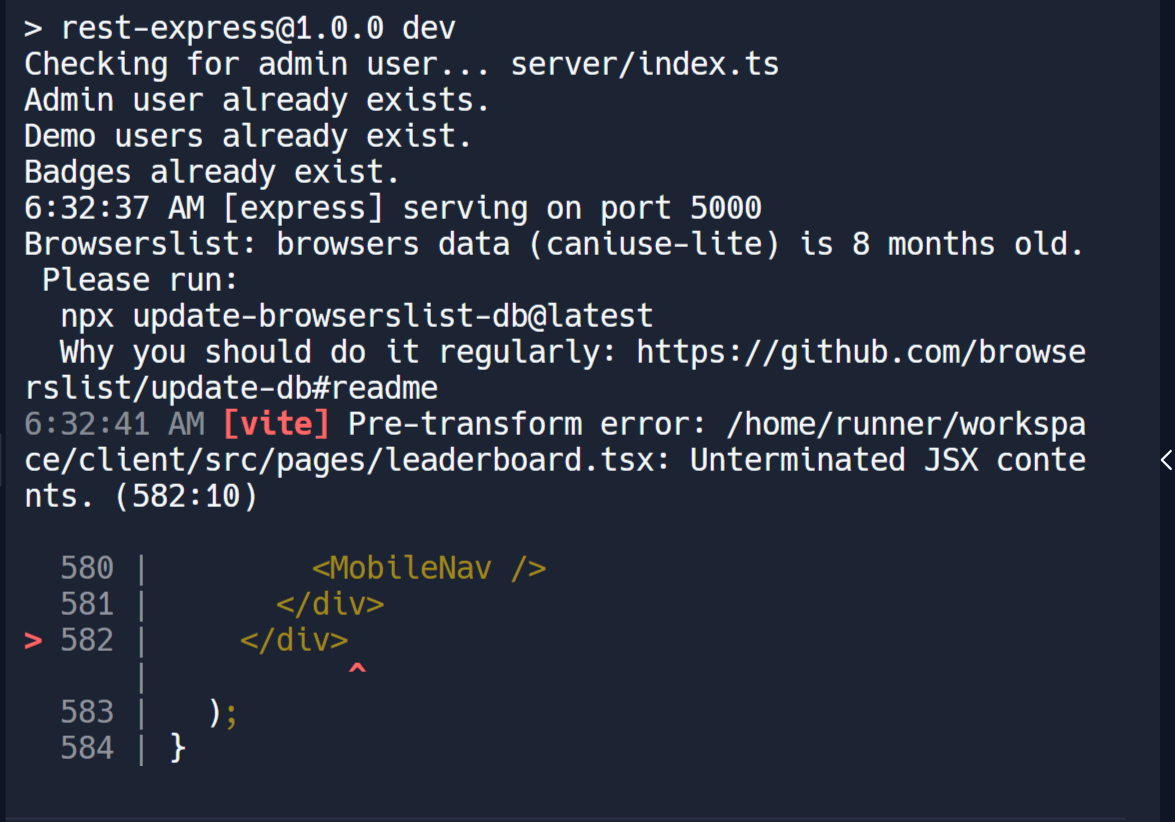 > rest-express@1.0.0 dev
Checking for admin user... server/index.ts
Admin user already exists.
Demo users already exist.
Badges already exist.
6:32:37 AM [express] serving on port 5000
Browserslist: browsers data (caniuse-lite) is 8 months old.
 Please run:
  npx update-browserslist-db@latest
  Why you should do it regularly: https://github.com/browse
rslist/update-db#readme
6:32:41 AM [vite] Pre-transform error: /home/runner/workspa
ce/client/src/pages/leaderboard.tsx: Unterminated JSX conte
nts. (582:10)

  580 |         <MobileNav />
  581 |       </div>
> 582 |     </div>
      |           ^
  583 |   );
  584 | }